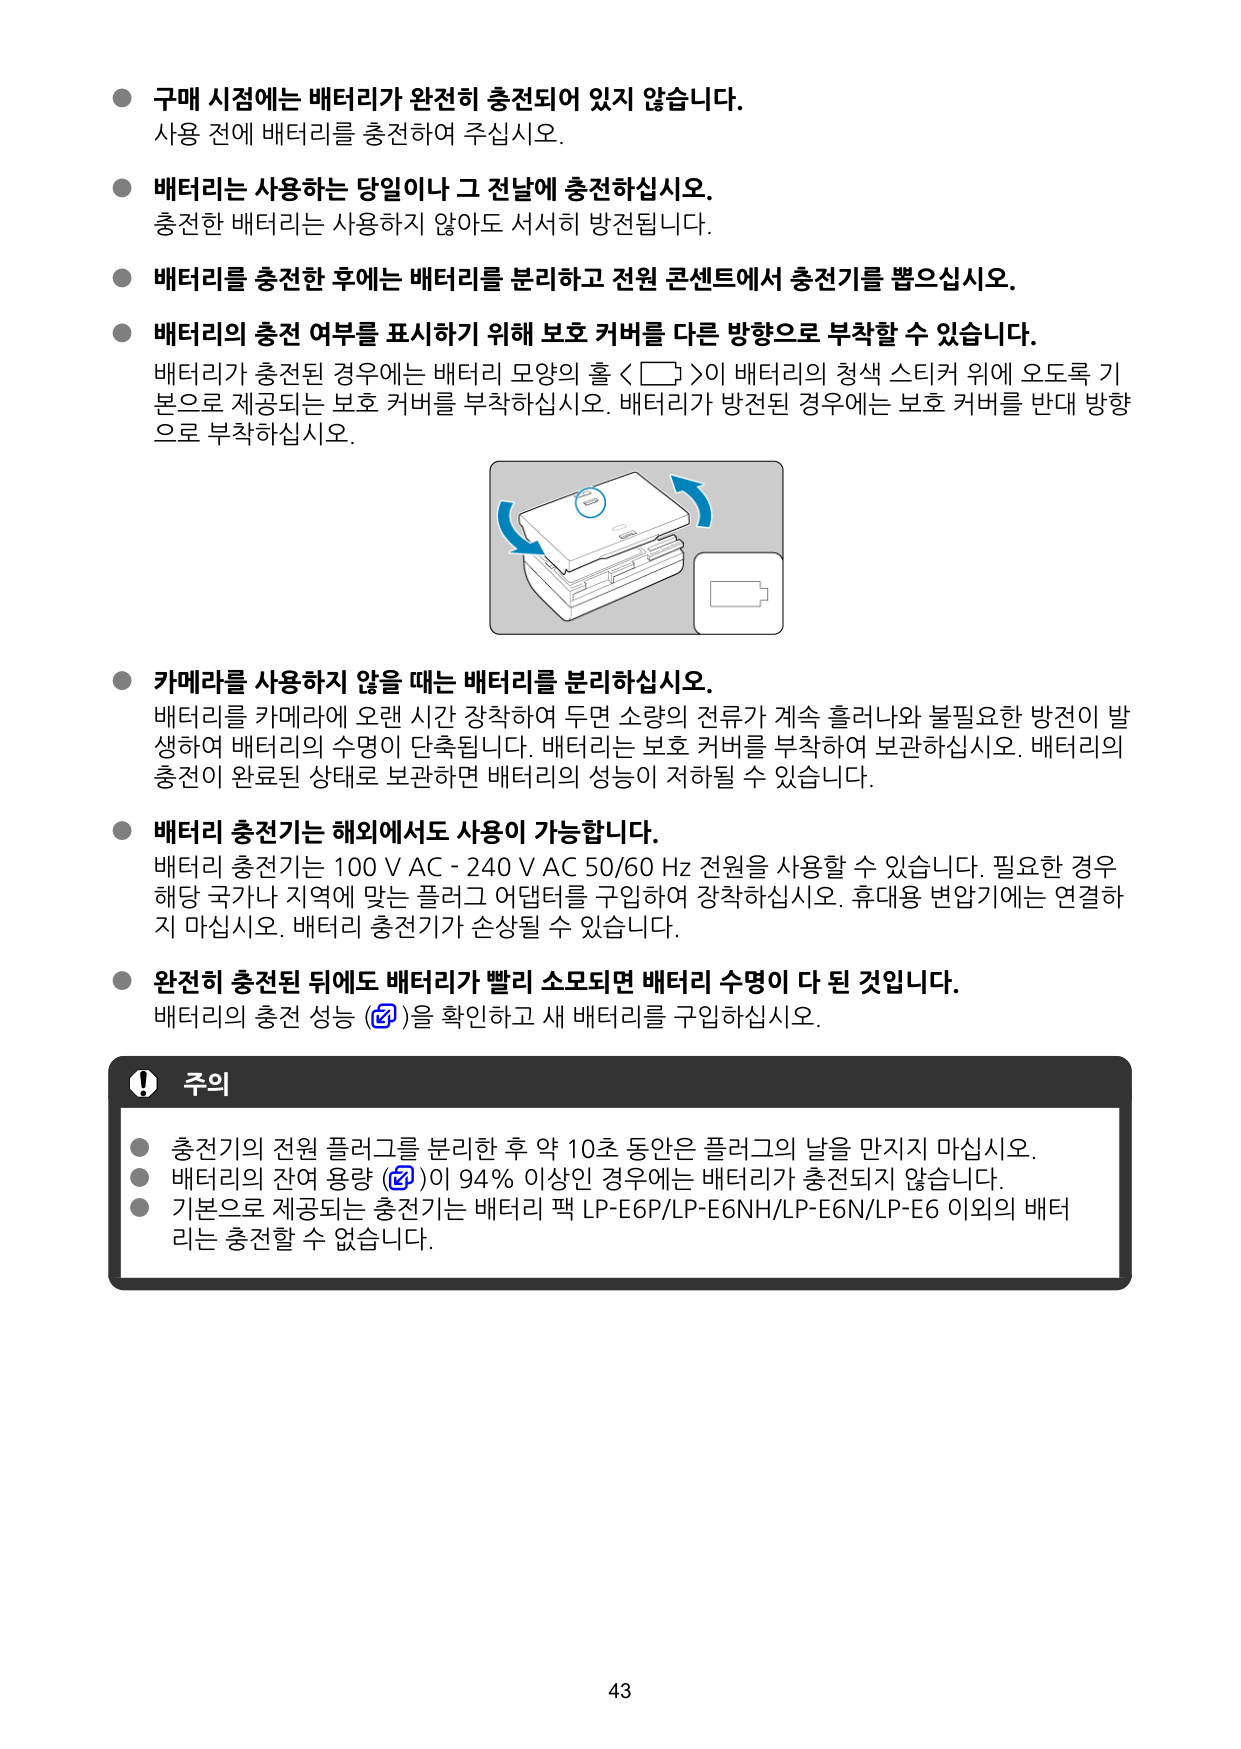 ● 구매 시점에는 배터리가 완전히 충전되어 있지 않습니다.
사용 전에 배터리를 충전하여 주십시오.
● 배터리는 사용하는 당일이나 그 전날에 충전하십시오.
충전한 배터리는 사용하지 않아도 서서히 방전됩니다.
● 배터리를 충전한 후에는 배터리를 분리하고 전원 콘센트에서 충전기를 뽑으십시오.
● 배터리의 충전 여부를 표시하기 위해 보호 커버를 다른 방향으로 부착할 수 있습니다.
배터리가 충전된 경우에는 배터리 모양의 홀 < >이 배터리의 청색 스티커 위에 오도록 기
본으로 제공되는 보호 커버를 부착하십시오. 배터리가 방전된 경우에는 보호 커버를 반대 방향
으로 부착하십시오.
● 카메라를 사용하지 않을 때는 배터리를 분리하십시오.
배터리를 카메라에 오랜 시간 장착하여 두면 소량의 전류가 계속 흘러나와 불필요한 방전이 발
생하여 배터리의 수명이 단축됩니다. 배터리는 보호 커버를 부착하여 보관하십시오. 배터리의
충전이 완료된 상태로 보관하면 배터리의 성능이 저하될 수 있습니다.
● 배터리 충전기는 해외에서도 사용이 가능합니다.
배터리 충전기는 100 V AC - 240 V AC 50/60 Hz 전원을 사용할 수 있습니다. 필요한 경우
해당 국가나 지역에 맞는 플러그 어댑터를 구입하여 장착하십시오. 휴대용 변압기에는 연결하
지 마십시오. 배터리 충전기가 손상될 수 있습니다.
● 완전히 충전된 뒤에도 배터리가 빨리 소모되면 배터리 수명이 다 된 것입니다.
배터리의 충전 성능 ( )을 확인하고 새 배터리를 구입하십시오.
주의
● 충전기의 전원 플러그를 분리한 후 약 10초 동안은 플러그의 날을 만지지 마십시오.
● 배터리의 잔여 용량 ( )이 94% 이상인 경우에는 배터리가 충전되지 않습니다.
● 기본으로 제공되는 충전기는 배터리 팩 LP-E6P/LP-E6NH/LP-E6N/LP-E6 이외의 배터
리는 충전할 수 없습니다.
43